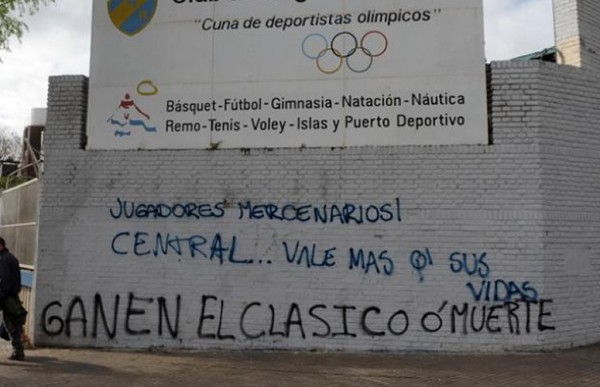 "Cuna de deportistas olímpicos"
Básquet-Fútbol-Gimnasia-Natación-Náutica
Remo-Tenis-Voley-Islas y Puerto Deportivo
JUGADORES MERCENARIOS!
CENTRAL... VALE MAS Q' SUS
VIDAS
GANEN EL CLASICO Ó MUERTE